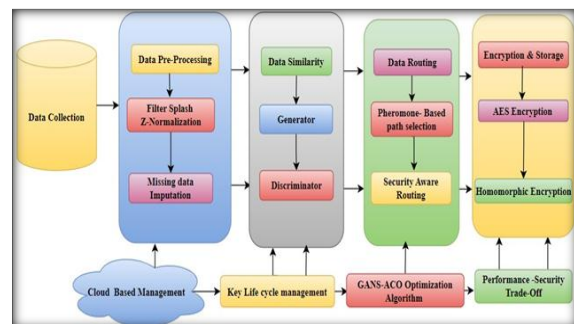 Data Collection
Data Pre-Processing
Filter Splash
Z-Normalization
Missing data
Imputation
Data Similarity
Generator
Discriminator
Data Routing
Pheromone- Based
path selection
Security Aware
Routing
Encryption & Storage
AES Encryption
Homomorphic Encryption
Cloud Based Management
Key Life cycle management
GANS-ACO Optimization
Algorithm
Performance -Security
Trade-Off